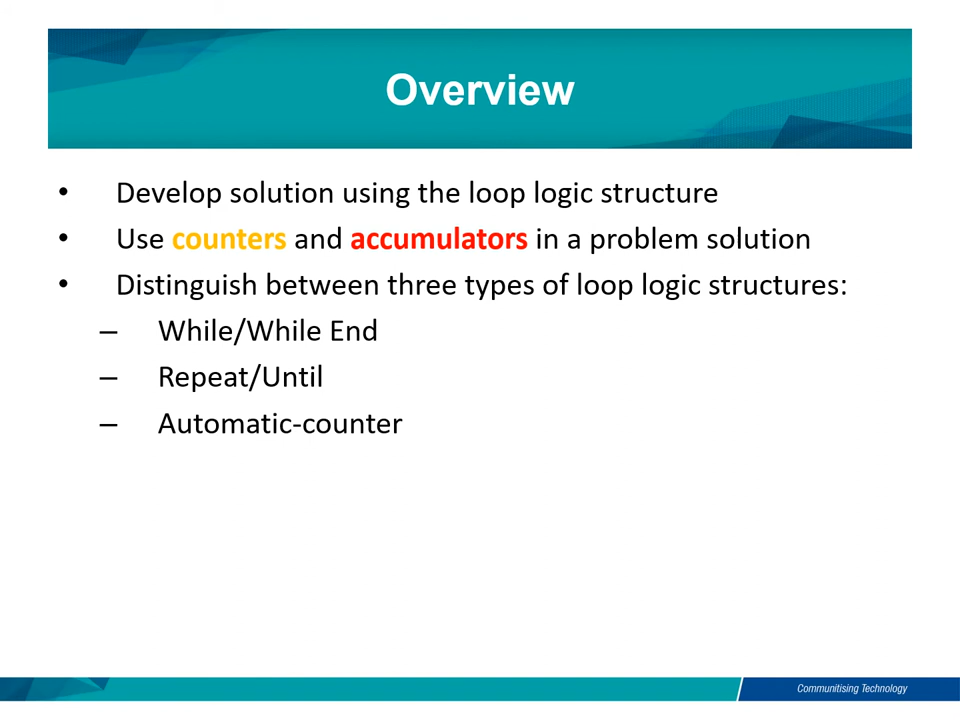 Overview
• Develop solution using the loop logic structure
• Use counters and accumulators in a problem solution
• Distinguish between three types of loop logic structures:
– While/While End
– Repeat/Until
– Automatic-counter
Communitising Technology